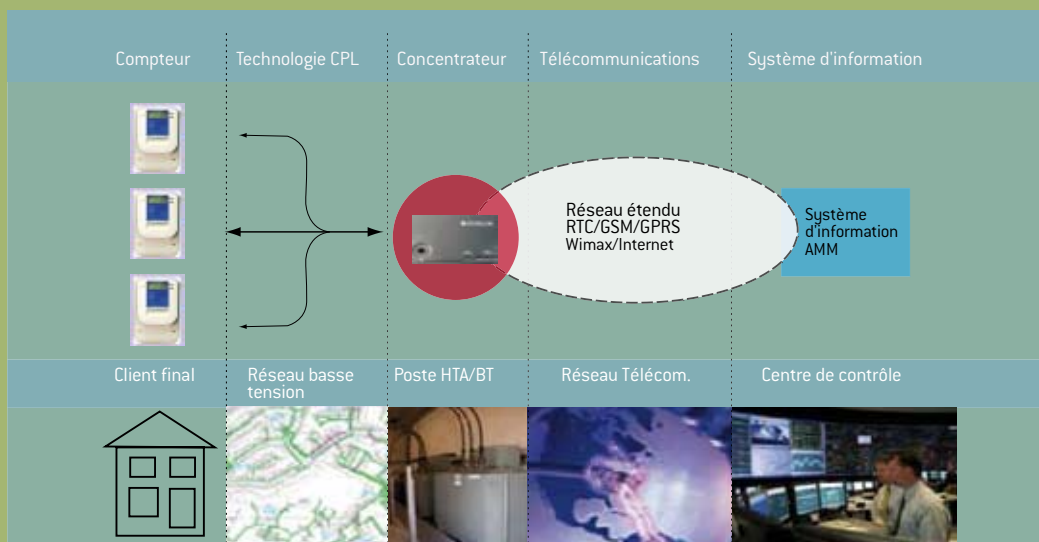 Compteur
Technologie CPL
Concentrateur
Télécommunications
Système d'information
Réseau étendu
RTC/GSM/GPRS
Wimax/Internet
Système
d'information
AMM
Client final
Réseau basse
tension
Poste HTA/BT
Réseau Télécom.
Centre de contrôle